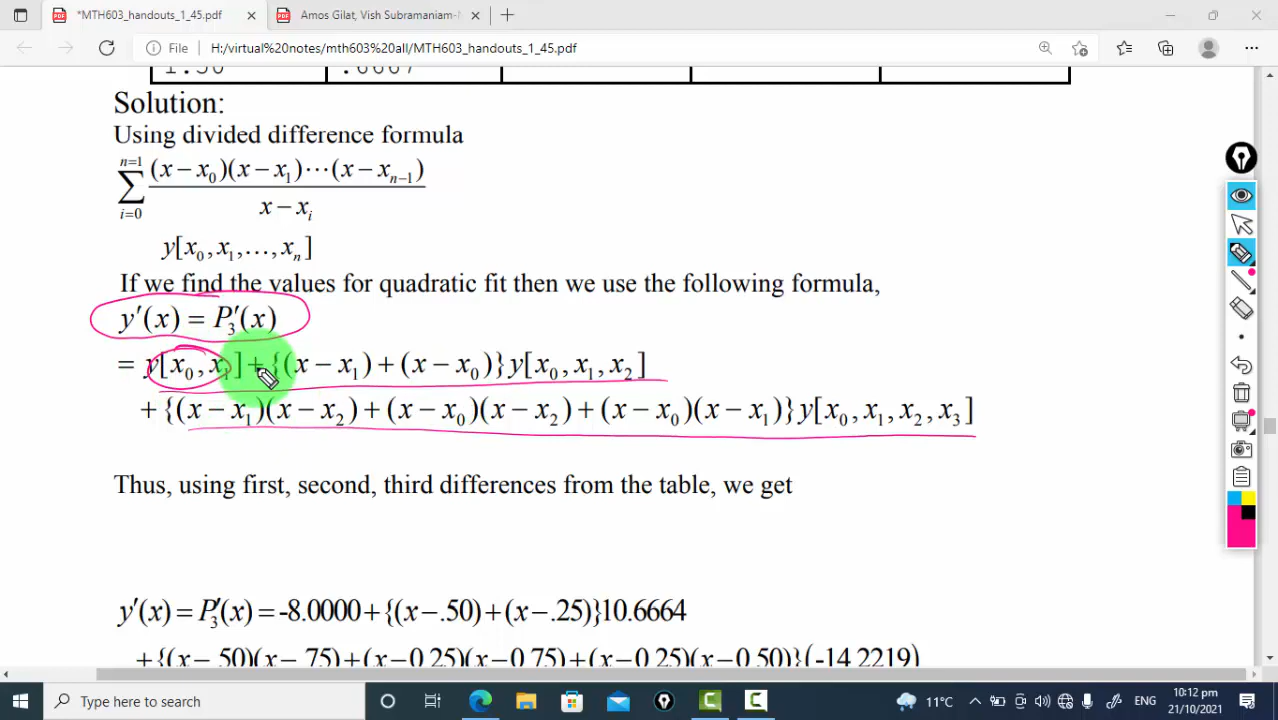 *MTH603_handouts_1_45.pdf
Amos Gilat, Vish Subramaniam-
File H:/virtual%20notes/mth603%20all/MTH603_handouts_1_45.pdf
1.50 .6667
Solution:
Using divided difference formula
n=1
∑ (x − x₀)(x − x₁)⋯(x − xₙ₋₁)
i=0 x − xᵢ
y[x₀, x₁, …, xₙ]
If we find the values for quadratic fit then we use the following formula,
y′(x) = P₃′(x)
= y[x₀, x₁] + {(x − x₁) + (x − x₀)}y[x₀, x₁, x₂]
+ {(x − x₁)(x − x₂) + (x − x₀)(x − x₂) + (x − x₀)(x − x₁)}y[x₀, x₁, x₂, x₃]
Thus, using first, second, third differences from the table, we get
y′(x) = P₃′(x) = -8.0000 + {(x − .50) + (x − .25)}10.6664
+{(x − .50)(x − .75) + (x − 0.25)(x − 0.75) + (x − 0.25)(x − 0.50)}(-14.2219)
Type here to search
11°C
ENG
10:12 pm
21/10/2021